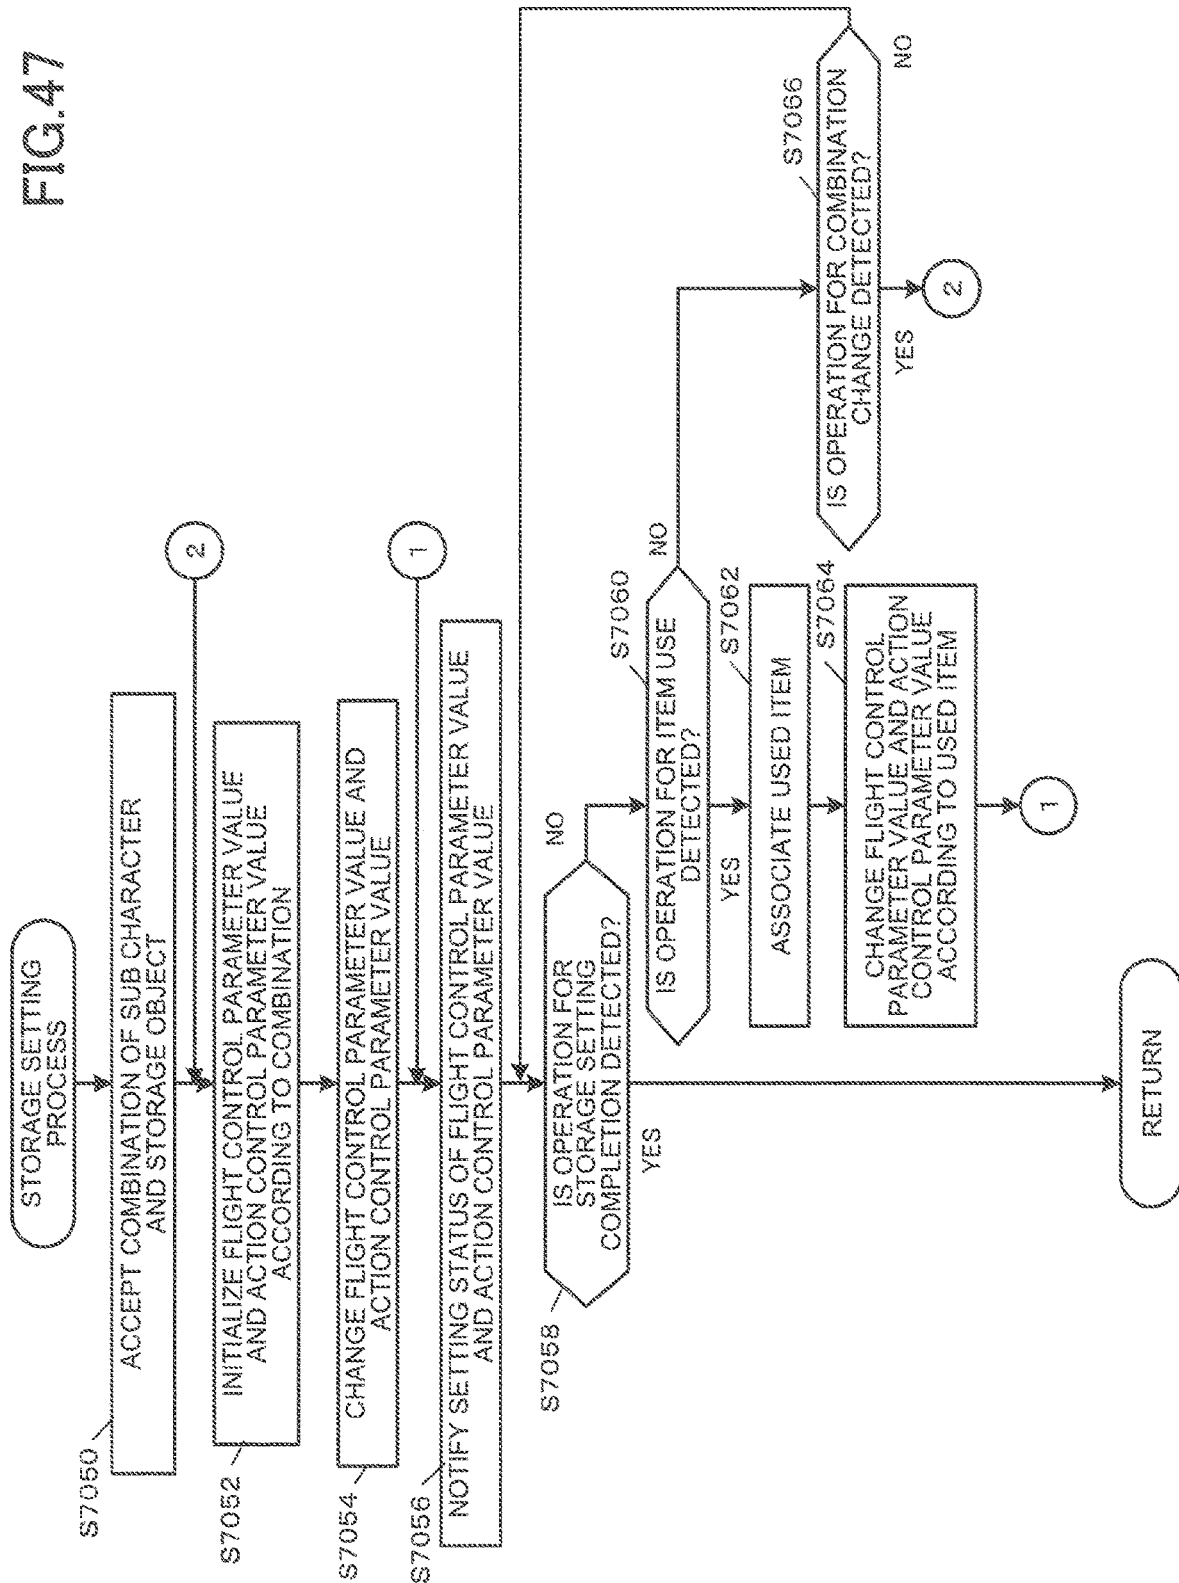 FIG.47
STORAGE SETTING
PROCESS
S7050
ACCEPT COMBINATION OF SUB CHARACTER
AND STORAGE OBJECT
2
S7052
INITIALIZE FLIGHT CONTROL PARAMETER VALUE
AND ACTION CONTROL PARAMETER VALUE
ACCORDING TO COMBINATION
S7054
CHANGE FLIGHT CONTROL PARAMETER VALUE AND
ACTION CONTROL PARAMETER VALUE
1
S7056
NOTIFY SETTING STATUS OF FLIGHT CONTROL PARAMETER VALUE
AND ACTION CONTROL PARAMETER VALUE
S7058
IS OPERATION FOR
STORAGE SETTING
COMPLETION DETECTED?
NO
YES
S7060
IS OPERATION FOR ITEM USE
DETECTED?
NO
YES
S7062
ASSOCIATE USED ITEM
S7064
CHANGE FLIGHT CONTROL
PARAMETER VALUE AND ACTION
CONTROL PARAMETER VALUE
ACCORDING TO USED ITEM
1
S7066
IS OPERATION FOR COMBINATION
CHANGE DETECTED?
NO
YES
2
RETURN